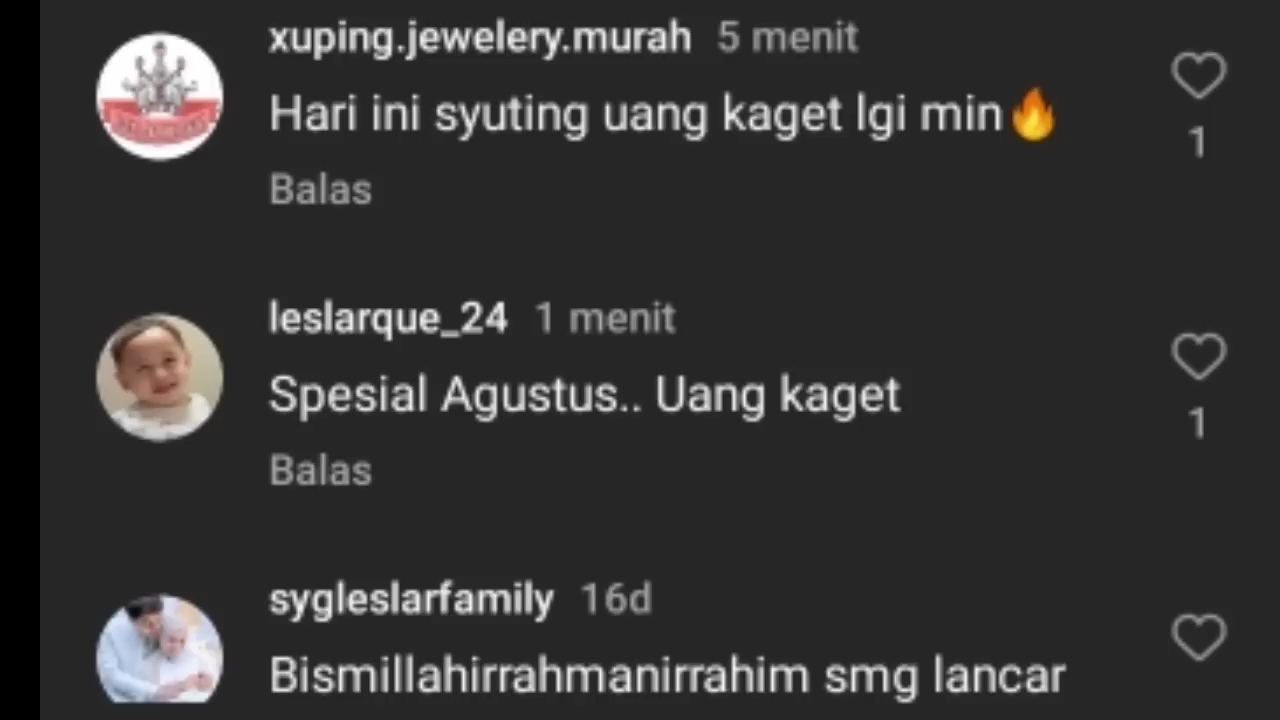 xuping.jewelery.murah 5 menit
Hari ini syuting uang kaget lgi min🔥
1
Balas
leslarque_24 1 menit
Spesial Agustus.. Uang kaget
1
Balas
sygleslarfamily 16d
Bismillahirrahmanirrahim smg lancar